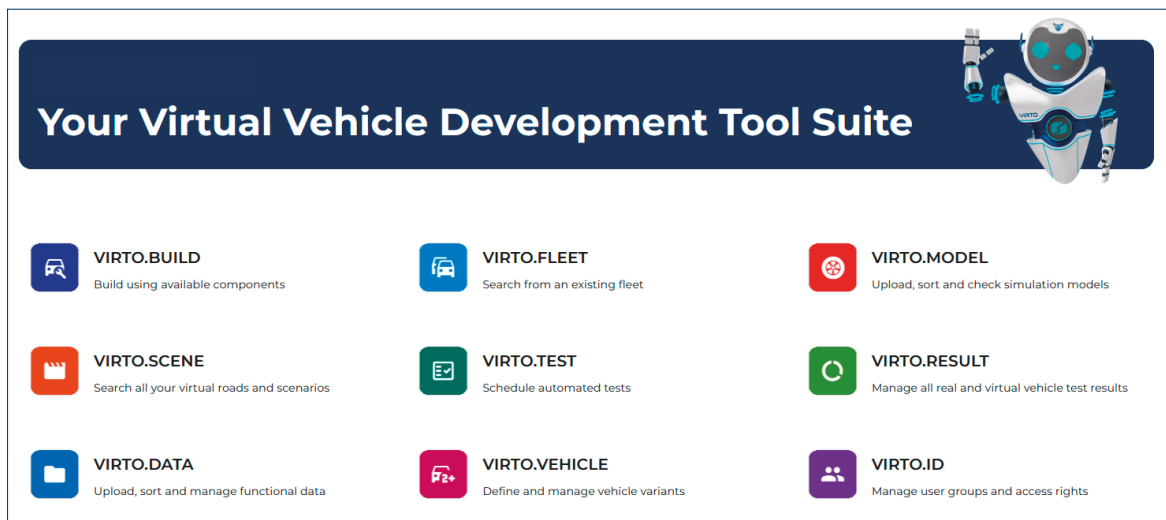 Your Virtual Vehicle Development Tool Suite
VIRTO
VIRTO.BUILD
Build using available components
VIRTO.FLEET
Search from an existing fleet
VIRTO.MODEL
Upload, sort and check simulation models
VIRTO.SCENE
Search all your virtual roads and scenarios
VIRTO.TEST
Schedule automated tests
VIRTO.RESULT
Manage all real and virtual vehicle test results
VIRTO.DATA
Upload, sort and manage functional data
2+
VIRTO.VEHICLE
Define and manage vehicle variants
VIRTO.ID
Manage user groups and access rights